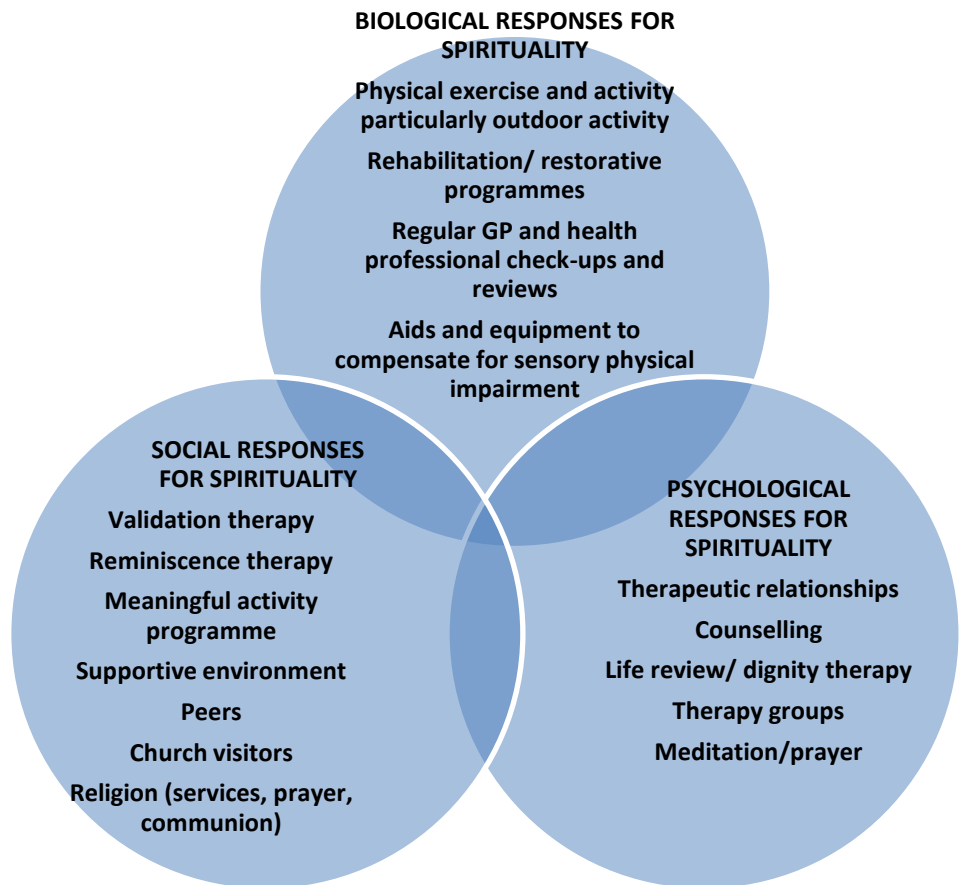 BIOLOGICAL RESPONSES FOR
SPIRITUALITY
Physical exercise and activity
particularly outdoor activity
Rehabilitation/ restorative
programmes
Regular GP and health
professional check-ups and
reviews
Aids and equipment to
compensate for sensory physical
impairment
SOCIAL RESPONSES
FOR SPIRITUALITY
Validation therapy
Reminiscence therapy
Meaningful activity
programme
Supportive environment
Peers
Church visitors
Religion (services, prayer,
communion)
PSYCHOLOGICAL
RESPONSES FOR
SPIRITUALITY
Therapeutic relationships
Counselling
Life review/ dignity therapy
Therapy groups
Meditation/prayer